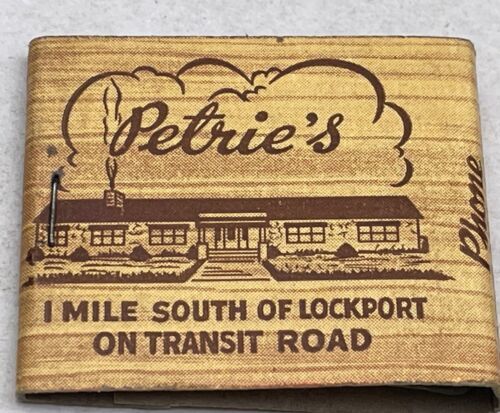 Petrie's
1 MILE SOUTH OF LOCKPORT
ON TRANSIT ROAD
Phone